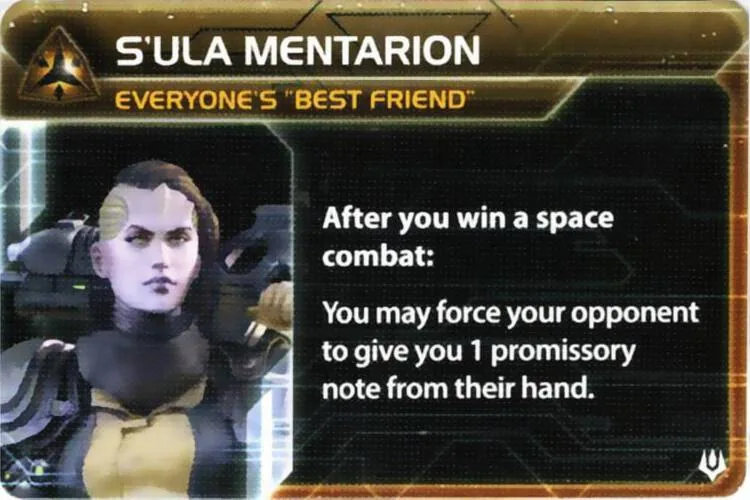 S'ULA MENTARION
EVERYONE'S "BEST FRIEND"
After you win a space
combat:
You may force your opponent
to give you 1 promissory
note from their hand.